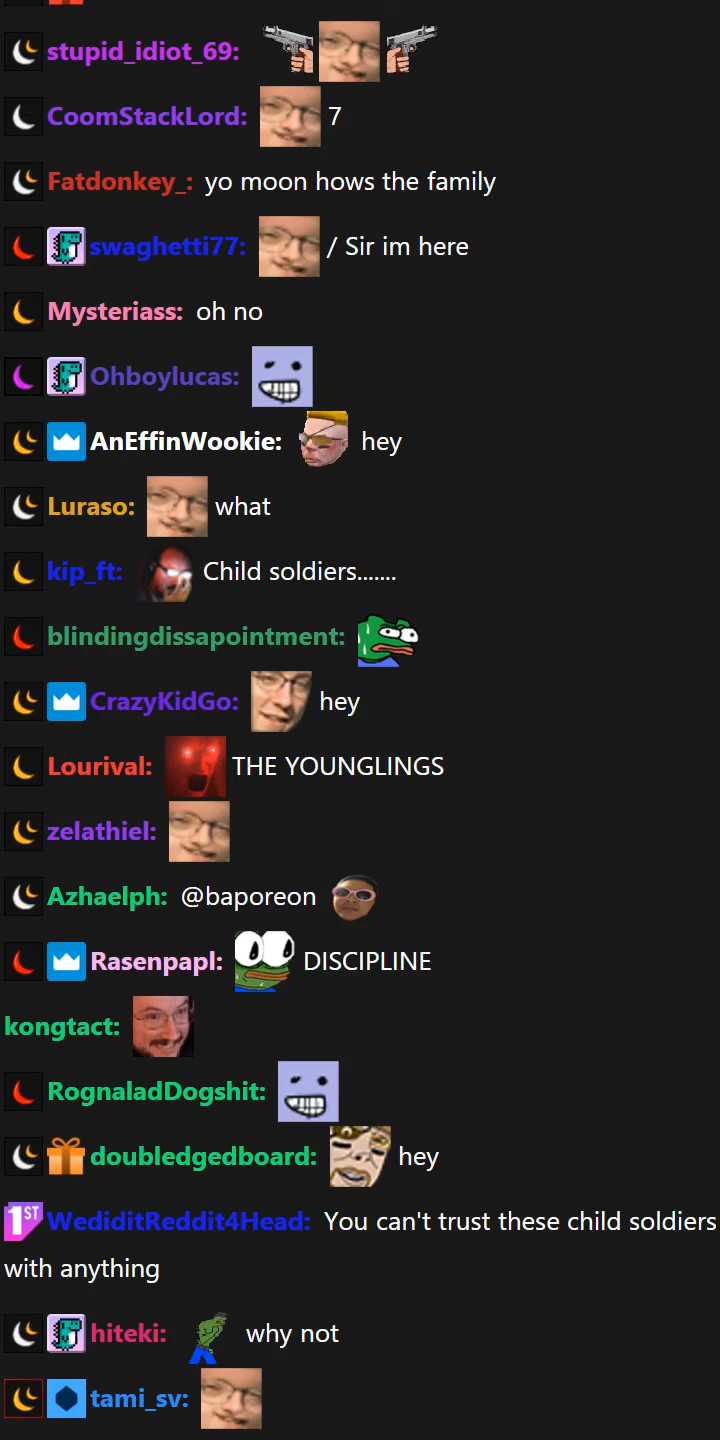 stupid_idiot_69:
CoomStackLord: 7
Fatdonkey_: yo moon hows the family
swaghetti77: / Sir im here
Mysteriass: oh no
Ohboylucas:
AnEffinWookie: hey
Luraso: what
kip_ft: Child soldiers.......
blindingdissapointment:
CrazyKidGo: hey
Lourival: THE YOUNGLINGS
zelathiel:
Azhaelph: @baporeon
Rasenpapl: DISCIPLINE
kongtact:
RognaladDogshit:
doubledgedboard: hey
1ST WediditReddit4Head: You can't trust these child soldiers
with anything
hiteki: why not
tami_sv: